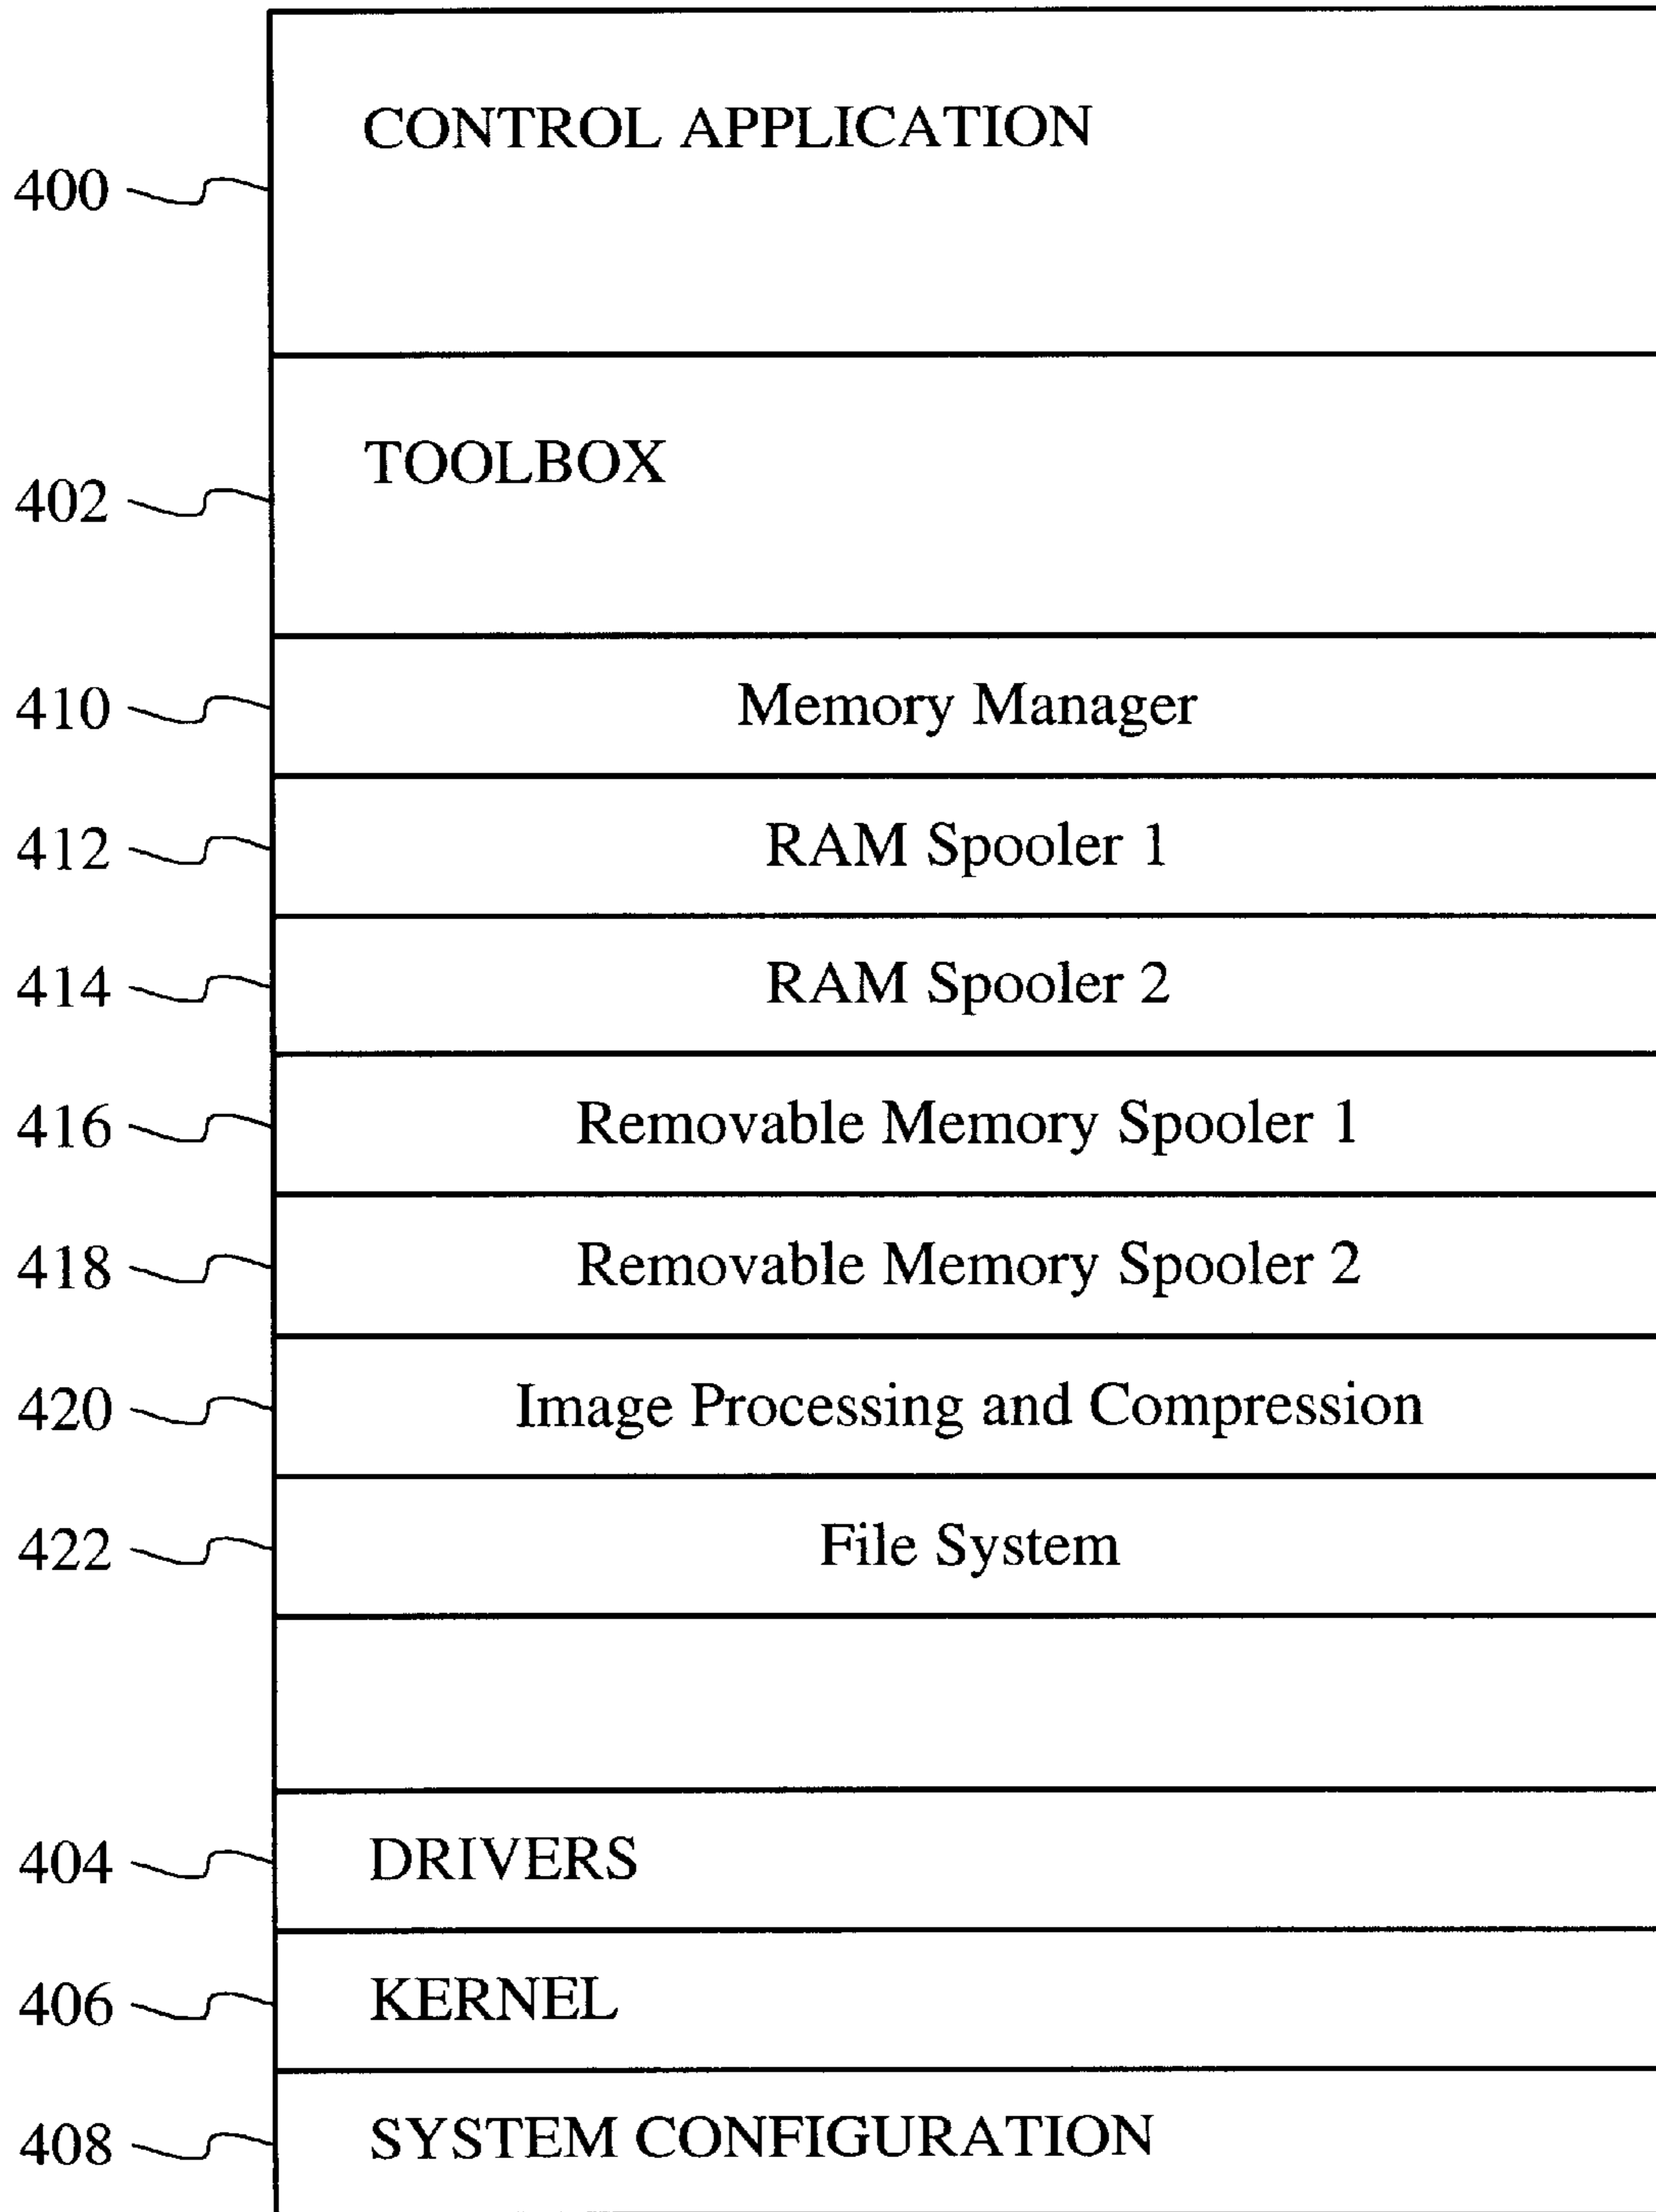 CONTROL APPLICATION
400
TOOLBOX
402
410 Memory Manager
412 RAM Spooler 1
414 RAM Spooler 2
416 Removable Memory Spooler 1
418 Removable Memory Spooler 2
420 Image Processing and Compression
422 File System
404 DRIVERS
406 KERNEL
408 SYSTEM CONFIGURATION